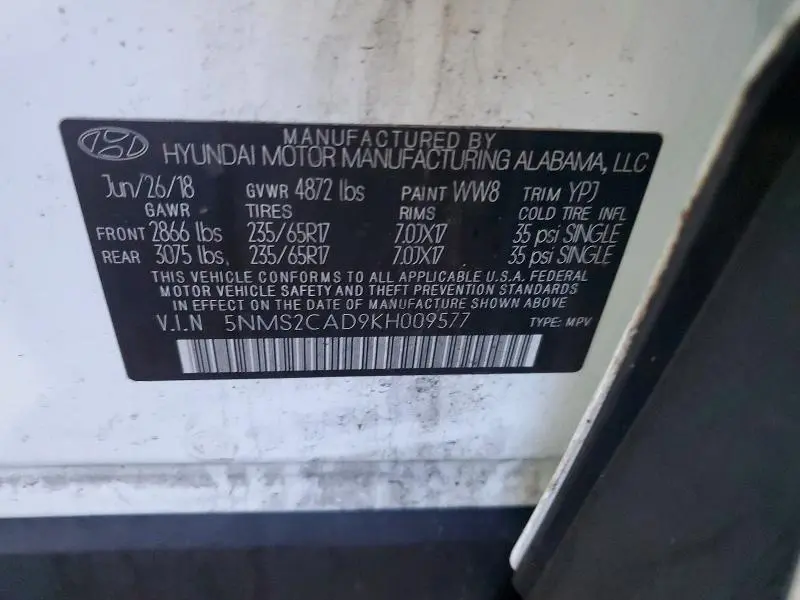 MANUFACTURED BY
HYUNDAI MOTOR MANUFACTURING ALABAMA, LLC
Jun/26/18 GVWR 4872 lbs PAINT WW8 TRIM YPJ
GAWR TIRES RIMS COLD TIRE INFL
FRONT 2866 lbs 235/65R17 7.0JX17 35 psi SINGLE
REAR 3075 lbs, 235/65R17 7.0JX17 35 psi SINGLE
THIS VEHICLE CONFORMS TO ALL APPLICABLE U.S.A. FEDERAL
MOTOR VEHICLE SAFETY AND THEFT PREVENTION STANDARDS
IN EFFECT ON THE DATE OF MANUFACTURE SHOWN ABOVE
V.I.N 5NMS2CAD9KH009577 TYPE: MPV